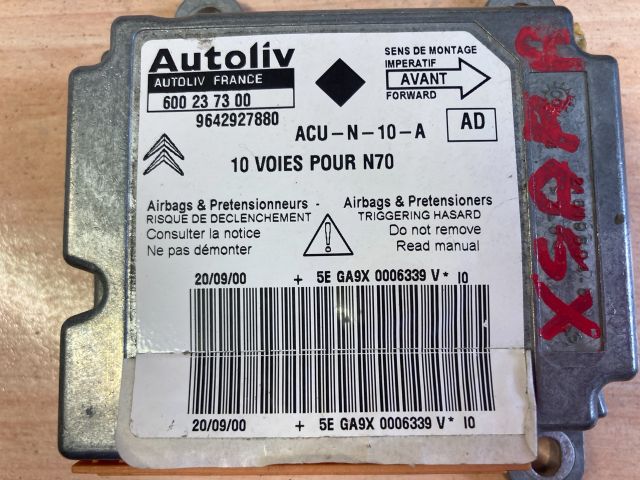 Autoliv
AUTOLIV FRANCE
600 23 73 00
9642927880
SENS DE MONTAGE
IMPERATIF
AVANT
FORWARD
ACU-N-10-A
AD
10 VOIES POUR N70
Airbags & Pretensionneurs -
RISQUE DE DECLENCHEMENT
Consulter la notice
Ne pas démonter
Airbags & Pretensioners
TRIGGERING HASARD
Do not remove
Read manual
20/09/00 + 5E GA9X 0006339 V* IO
20/09/00 + 5E GA9X 0006339 V* IO
XSARA